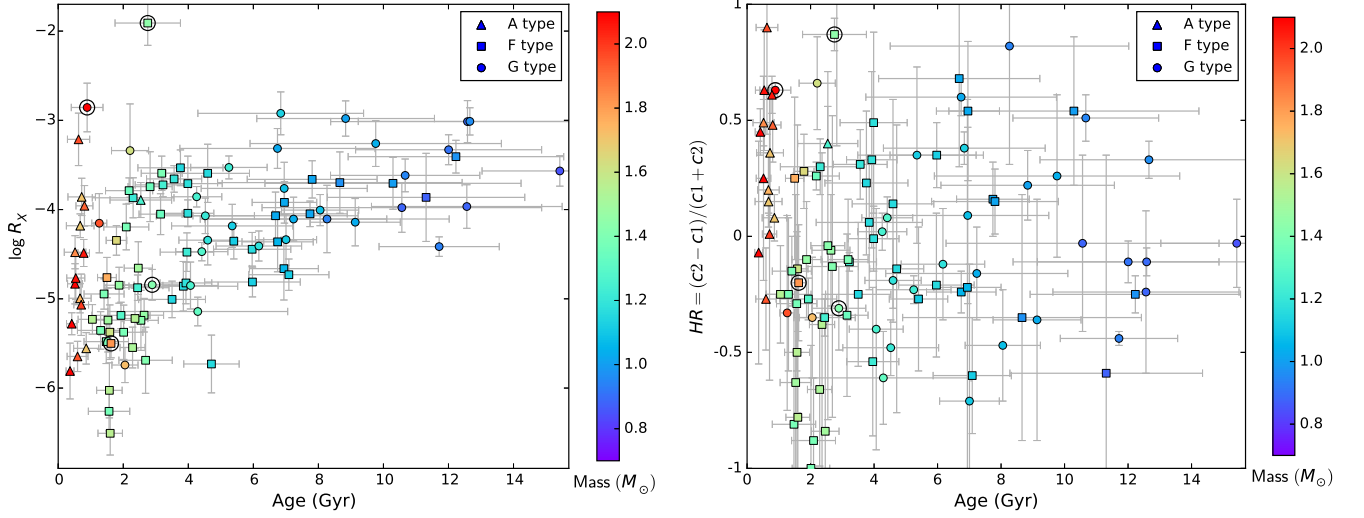 −2
−3
−4
−5
−6
log R_X
0 2 4 6 8 10 12 14
Age (Gyr)
A type
F type
G type
2.0
1.8
1.6
1.4
1.2
1.0
0.8
Mass (M⊙)
1
0.5
0
-0.5
-1
HR = (c2 − c1)/(c1 + c2)
0 2 4 6 8 10 12 14
Age (Gyr)
A type
F type
G type
2.0
1.8
1.6
1.4
1.2
1.0
0.8
Mass (M⊙)